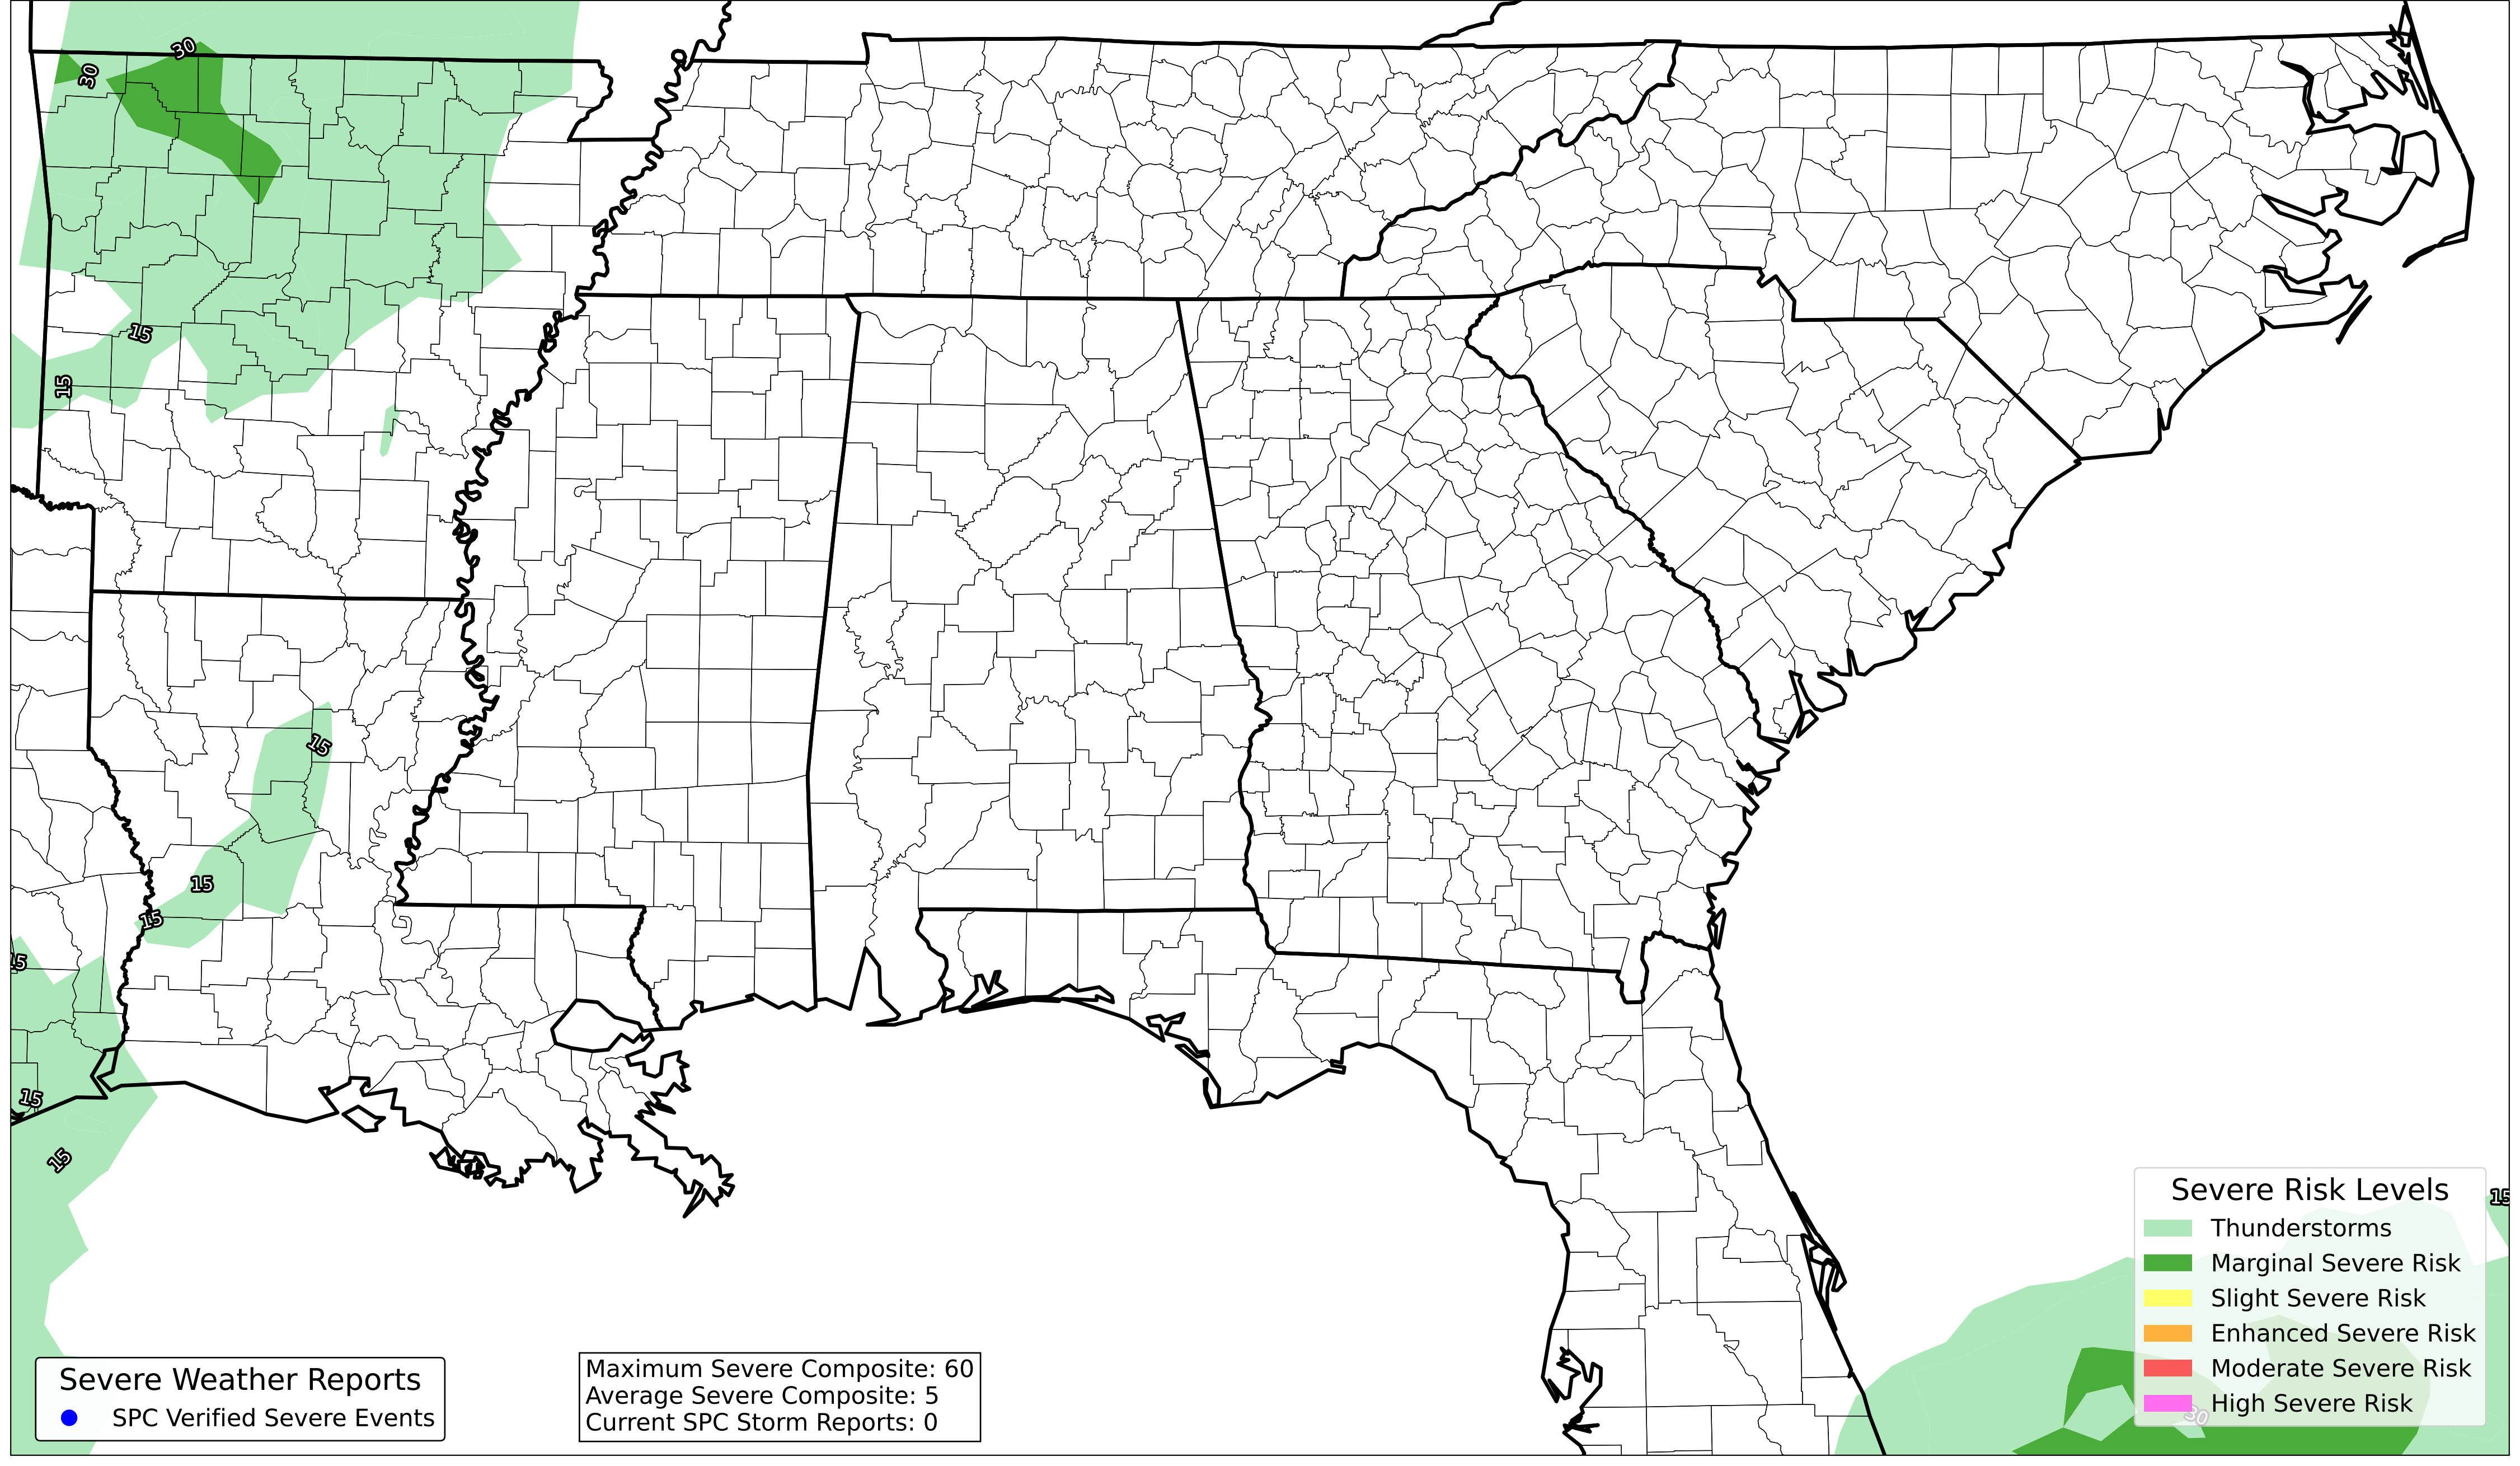 30
30
15
15
15
15
15
15
15
15
15
Severe Risk Levels
Thunderstorms
Marginal Severe Risk
Slight Severe Risk
Enhanced Severe Risk
Moderate Severe Risk
High Severe Risk
30
Severe Weather Reports
SPC Verified Severe Events
Maximum Severe Composite: 60
Average Severe Composite: 5
Current SPC Storm Reports: 0